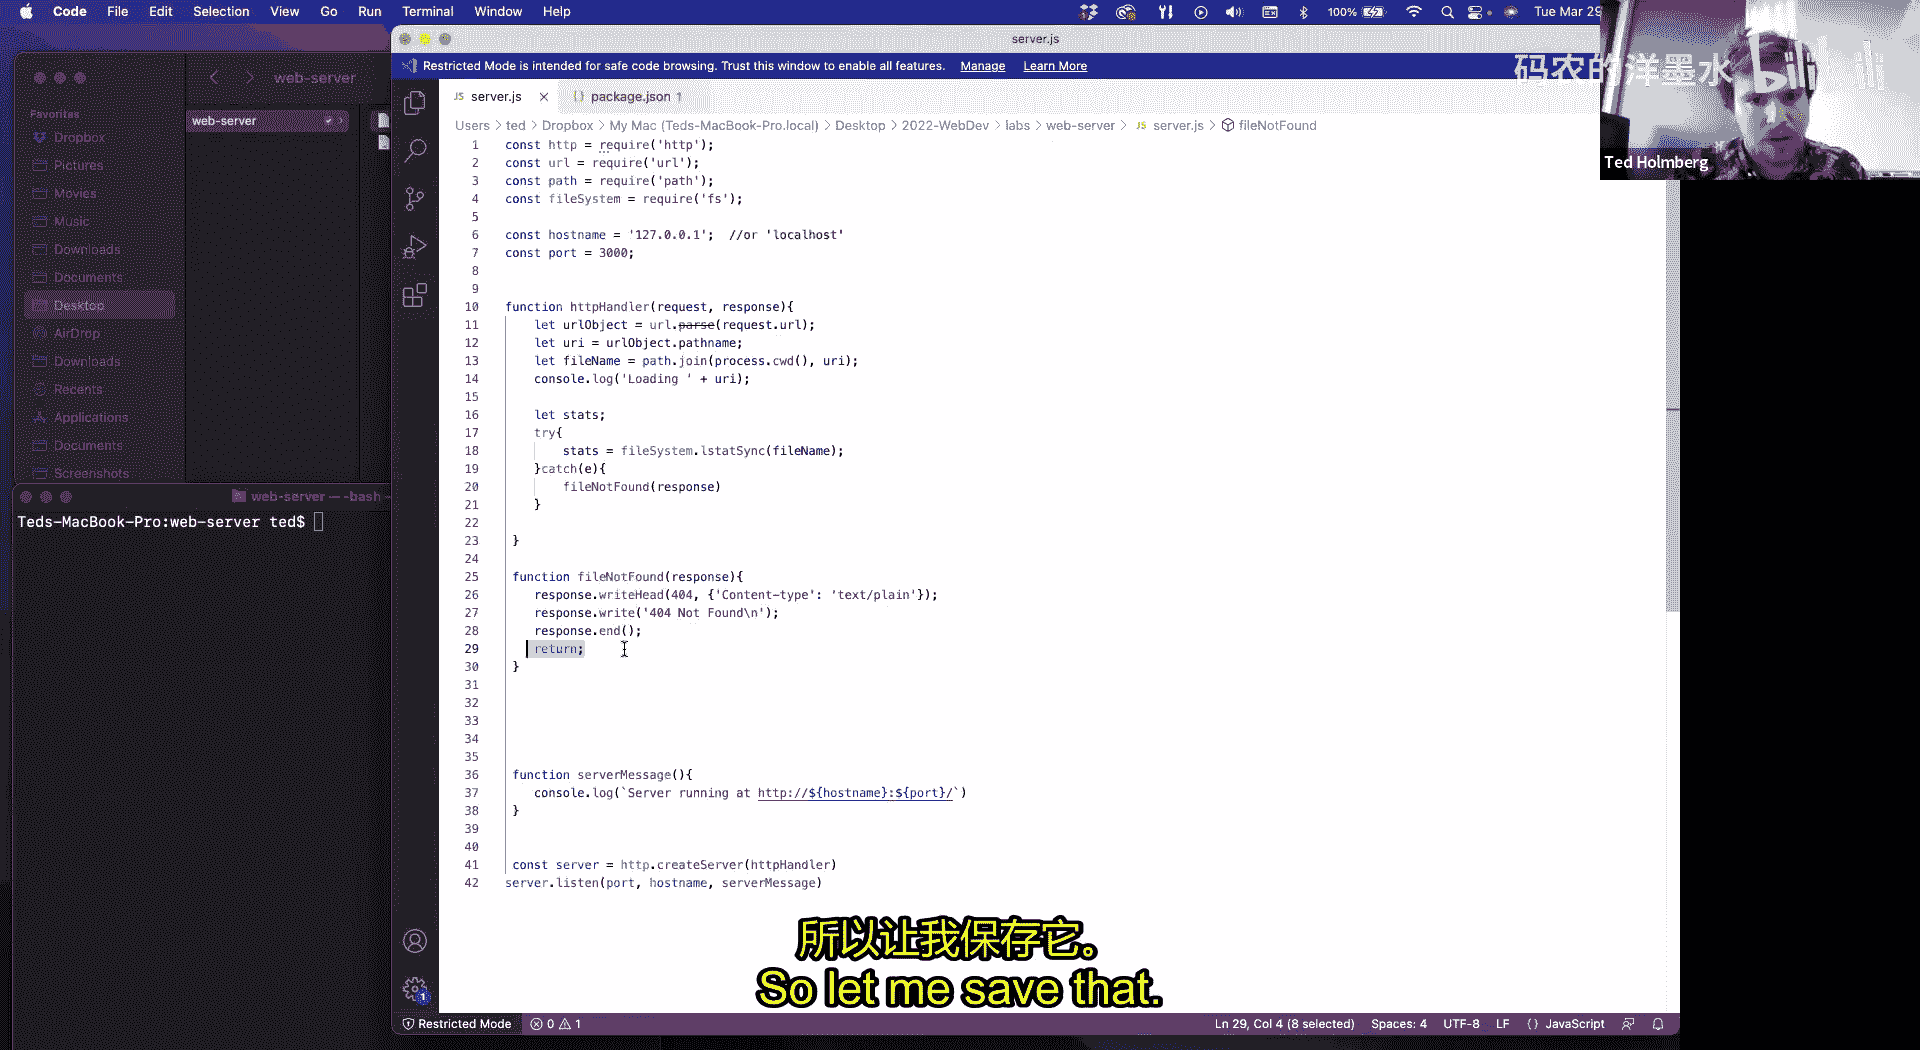 Code File Edit Selection View Go Run Terminal Window Help
100%
Tue Mar 29
server.js
Restricted Mode is intended for safe code browsing. Trust this window to enable all features. Manage Learn More
web-server
Favorites
Dropbox
Pictures
Movies
Music
Downloads
Documents
Desktop
AirDrop
Downloads
Recents
Applications
Documents
Screenshots
web-server
web-server — -bash
Teds-MacBook-Pro:web-server ted$
JS server.js
{} package.json 1
Users > ted > Dropbox > My Mac (Teds-MacBook-Pro.local) > Desktop > 2022-WebDev > labs > web-server > JS server.js > fileNotFound
1 const http = require('http');
2 const url = require('url');
3 const path = require('path');
4 const fileSystem = require('fs');
5
6 const hostname = '127.0.0.1'; //or 'localhost'
7 const port = 3000;
8
9
10 function httpHandler(request, response){
11 let urlObject = url.parse(request.url);
12 let uri = urlObject.pathname;
13 let fileName = path.join(process.cwd(), uri);
14 console.log('Loading ' + uri);
15
16 let stats;
17 try{
18 stats = fileSystem.lstatSync(fileName);
19 }catch(e){
20 fileNotFound(response)
21 }
22
23 }
24
25 function fileNotFound(response){
26 response.writeHead(404, {'Content-type': 'text/plain'});
27 response.write('404 Not Found\n');
28 response.end();
29 return;
30 }
31
32
33
34
35
36 function serverMessage(){
37 console.log(`Server running at http://${hostname}:${port}/`)
38 }
39
40
41 const server = http.createServer(httpHandler)
42 server.listen(port, hostname, serverMessage)
码农的洋墨水 bilibili
Ted Holmberg
所以让我保存它。
So let me save that.
1
Restricted Mode 0 1
Ln 29, Col 4 (8 selected) Spaces: 4 UTF-8 LF {} JavaScript